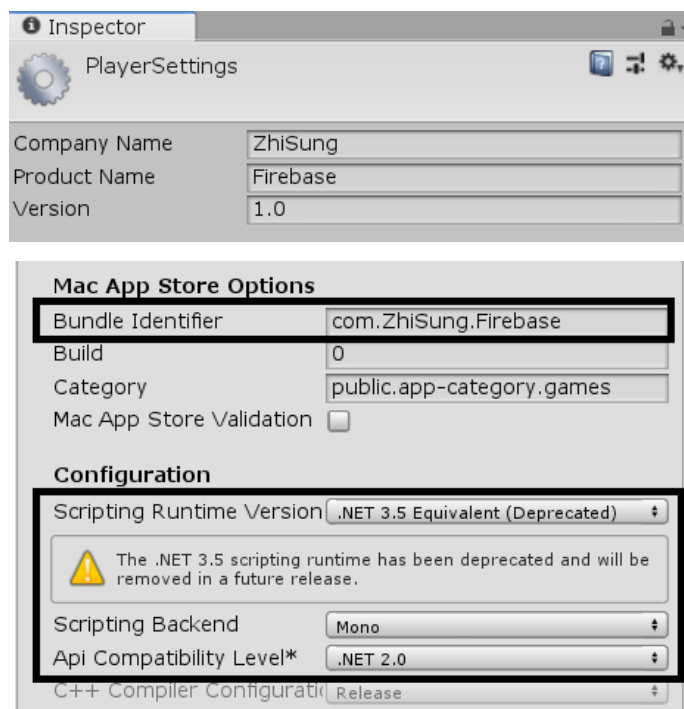 Inspector
PlayerSettings
Company Name ZhiSung
Product Name Firebase
Version 1.0
Mac App Store Options
Bundle Identifier com.ZhiSung.Firebase
Build 0
Category public.app-category.games
Mac App Store Validation
Configuration
Scripting Runtime Version .NET 3.5 Equivalent (Deprecated)
The .NET 3.5 scripting runtime has been deprecated and will be
removed in a future release.
Scripting Backend Mono
Api Compatibility Level* .NET 2.0
C++ Compiler Configurati Release